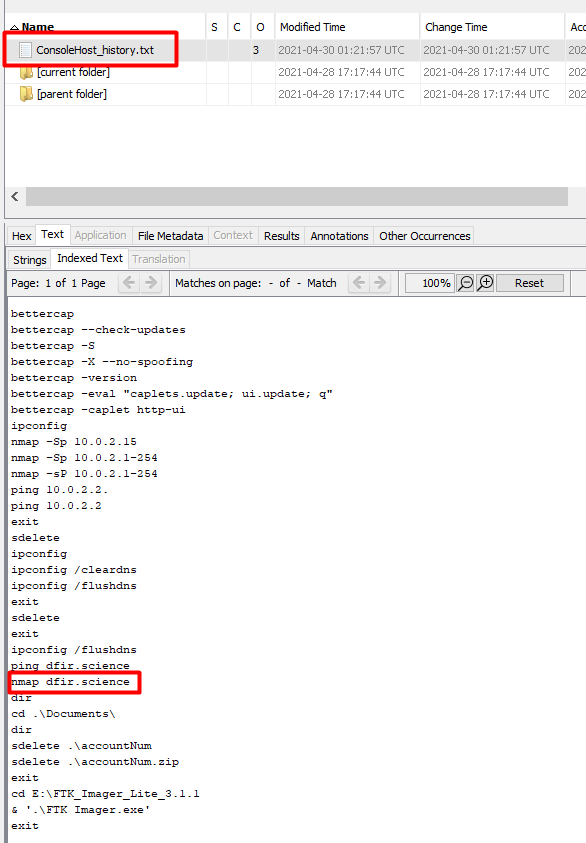 Name S C O Modified Time Change Time Acc
ConsoleHost_history.txt 3 2021-04-30 01:21:57 UTC 2021-04-30 01:21:57 UTC 202
[current folder] 2021-04-28 17:17:44 UTC 2021-04-28 17:17:44 UTC 202
[parent folder] 2021-04-28 17:17:44 UTC 2021-04-28 17:17:44 UTC 202
Hex Text Application File Metadata Context Results Annotations Other Occurrences
Strings Indexed Text Translation
Page: 1 of 1 Page Matches on page: - of - Match 100% Reset
bettercap
bettercap --check-updates
bettercap -S
bettercap -X --no-spoofing
bettercap -version
bettercap -eval "caplets.update; ui.update; q"
bettercap -caplet http-ui
ipconfig
nmap -Sp 10.0.2.15
nmap -Sp 10.0.2.1-254
nmap -sP 10.0.2.1-254
ping 10.0.2.2.
ping 10.0.2.2
exit
sdelete
ipconfig
ipconfig /cleardns
ipconfig /flushdns
exit
sdelete
exit
ipconfig /flushdns
ping dfir.science
nmap dfir.science
dir
cd .\Documents\
dir
sdelete .\accountNum
sdelete .\accountNum.zip
exit
cd E:\FTK_Imager_Lite_3.1.1
& '.\FTK Imager.exe'
exit